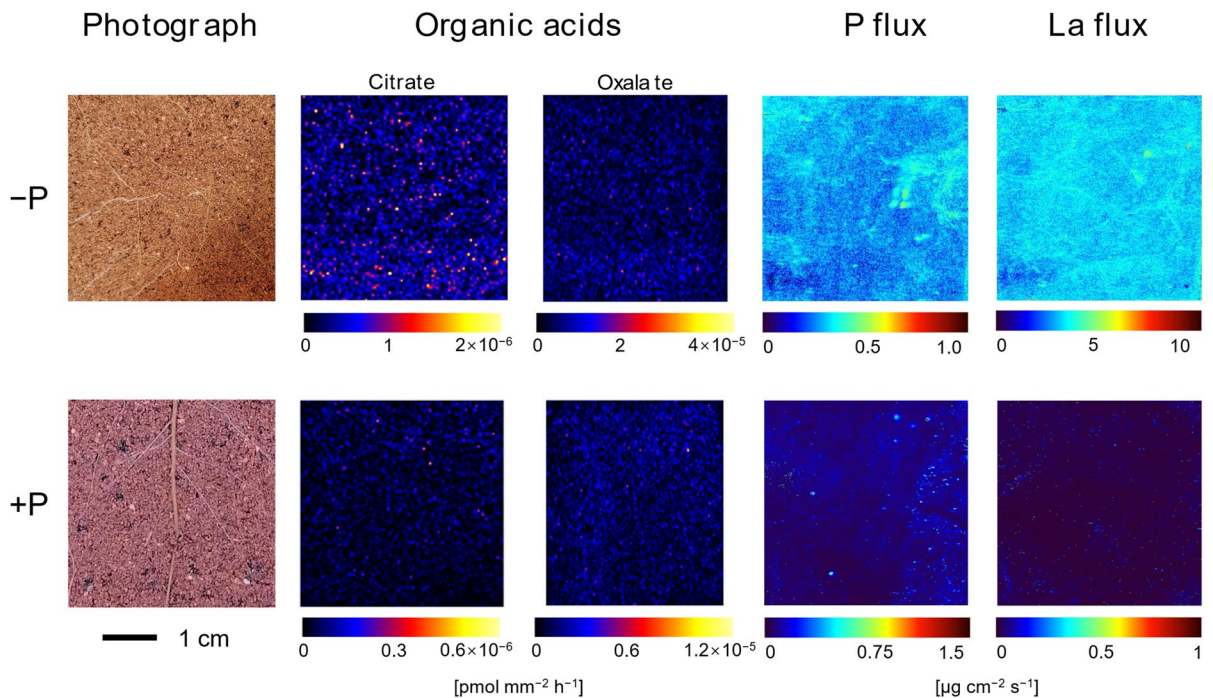 Photograph Organic acids P flux La flux
Citrate Oxalate
−P
0 1 2×10⁻⁶ 0 2 4×10⁻⁵ 0 0.5 1.0 0 5 10
+P
0 0.3 0.6×10⁻⁶ 0 0.6 1.2×10⁻⁵ 0 0.75 1.5 0 0.5 1
1 cm
[pmol mm⁻² h⁻¹] [µg cm⁻² s⁻¹]